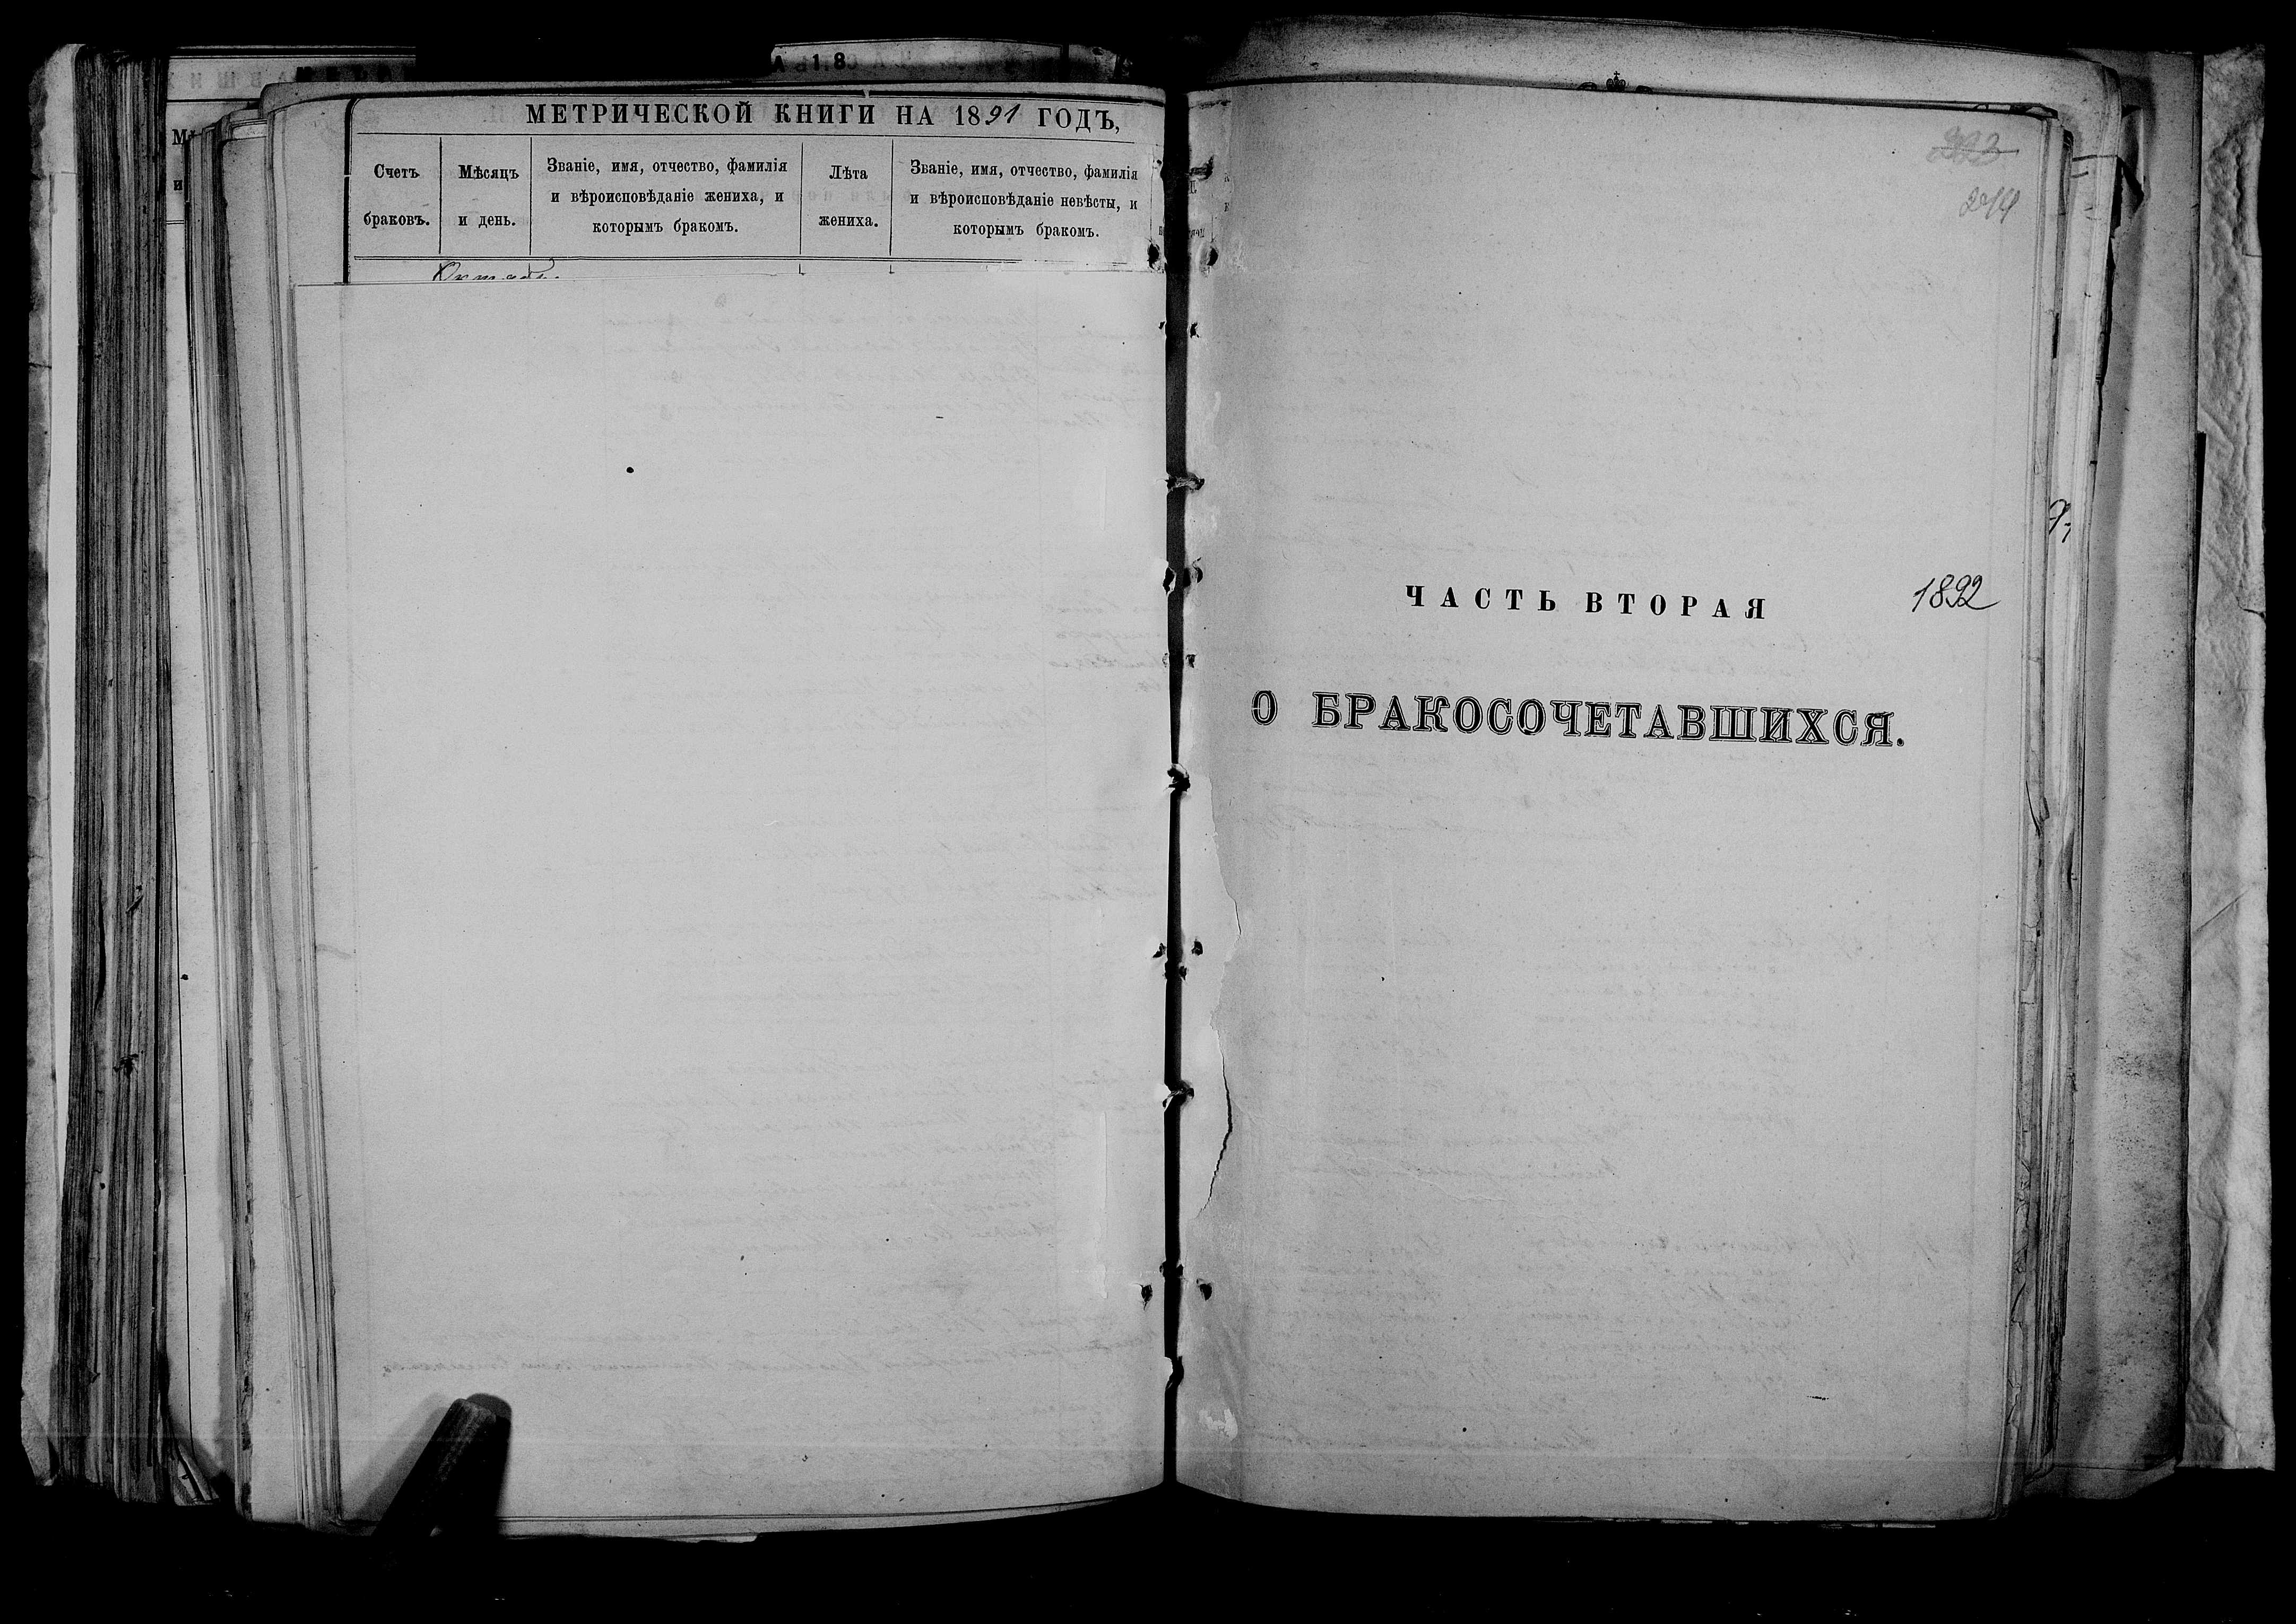 МЕТРИЧЕСКОЙ КНИГИ НА 1891 ГОДЪ,
Счетъ
браковъ.
Мѣсяцъ
и день.
Званіе, имя, отчество, фамилія
и вѣроисповѣданіе жениха, и
которымъ бракомъ.
Лѣта
жениха.
Званіе, имя, отчество, фамилія
и вѣроисповѣданіе невѣсты, и
которымъ бракомъ.
ЧАСТЬ ВТОРАЯ
1892
О БРАКОСОЧЕТАВШИХСЯ.